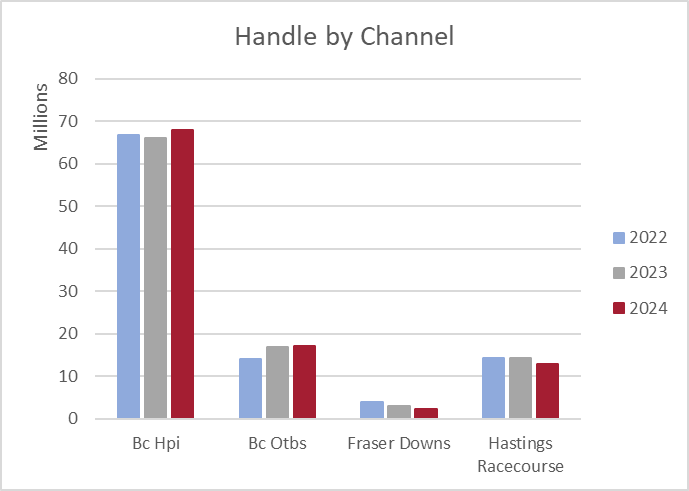 Handle by Channel
Millions
80
70
60
50
40
30
20
10
0
Bc Hpi
Bc Otbs
Fraser Downs
Hastings
Racecourse
2022
2023
2024